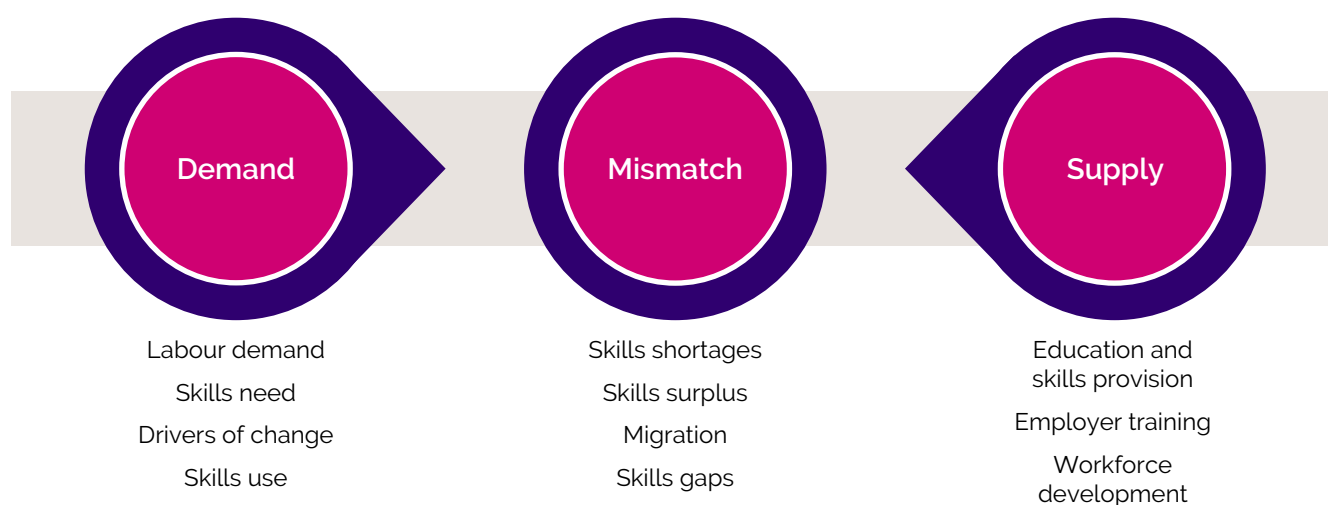 Demand
Labour demand
Skills need
Drivers of change
Skills use
Mismatch
Skills shortages
Skills surplus
Migration
Skills gaps
Supply
Education and
skills provision
Employer training
Workforce
development